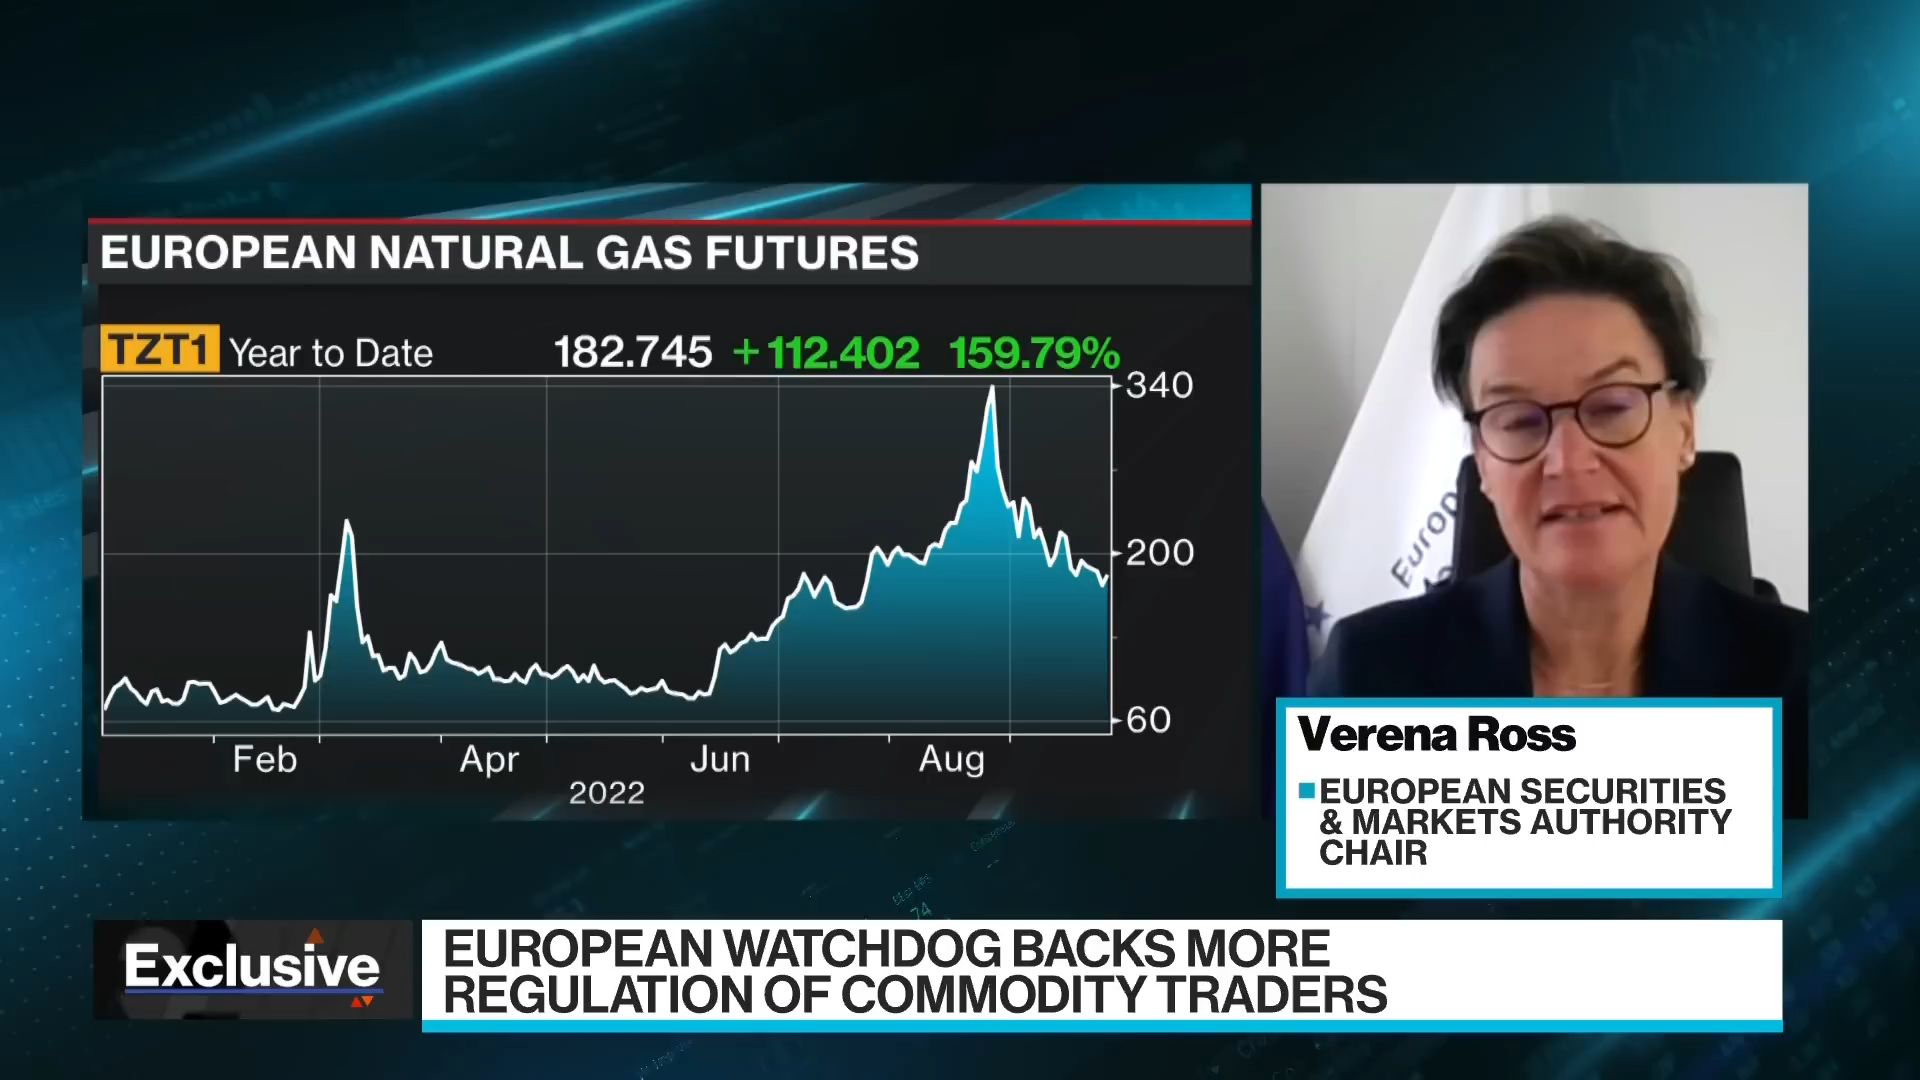 EUROPEAN NATURAL GAS FUTURES
TZT1 Year to Date 182.745 +112.402 159.79%
340
200
60
Feb Apr Jun Aug
2022
Europ
Verena Ross
EUROPEAN SECURITIES
& MARKETS AUTHORITY
CHAIR
Exclusive
EUROPEAN WATCHDOG BACKS MORE
REGULATION OF COMMODITY TRADERS
74